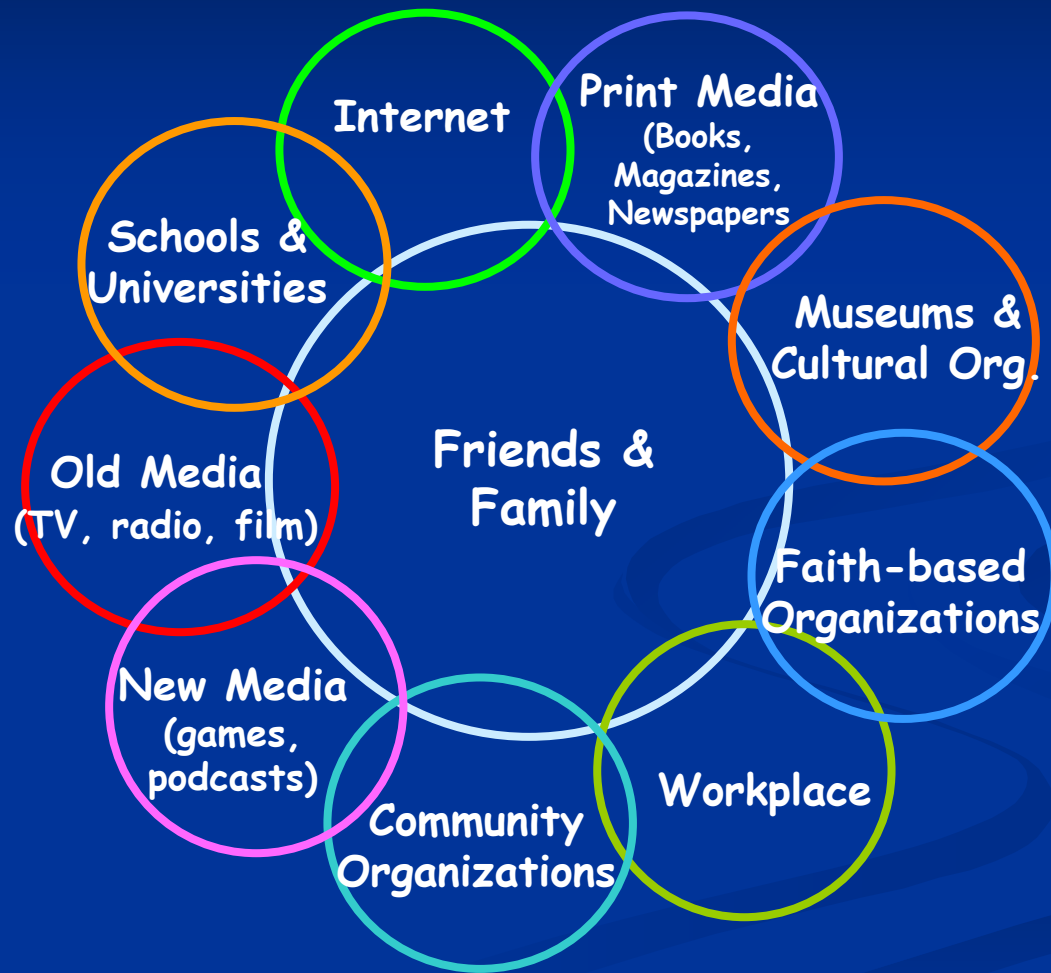 Internet
Print Media
(Books,
Magazines,
Newspapers
Schools &
Universities
Museums &
Cultural Org.
Friends &
Family
Old Media
(TV, radio, film)
Faith-based
Organizations
New Media
(games,
podcasts)
Workplace
Community
Organizations